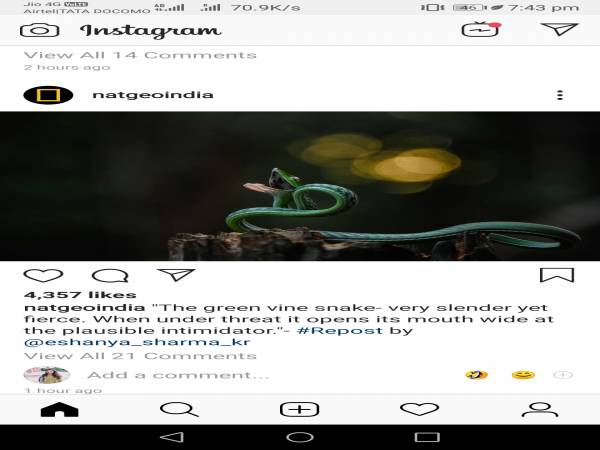 Jio 4G VoLTE
Airtel|TATA DOCOMO 70.9K/s 46 7:43 pm
Instagram
View All 14 Comments
2 hours ago
natgeoindia
4,357 likes
natgeoindia "The green vine snake- very slender yet
fierce. When under threat it opens its mouth wide at
the plausible intimidator."- #Repost by
@eshanya_sharma_kr
View All 21 Comments
Add a comment...
1 hour ago